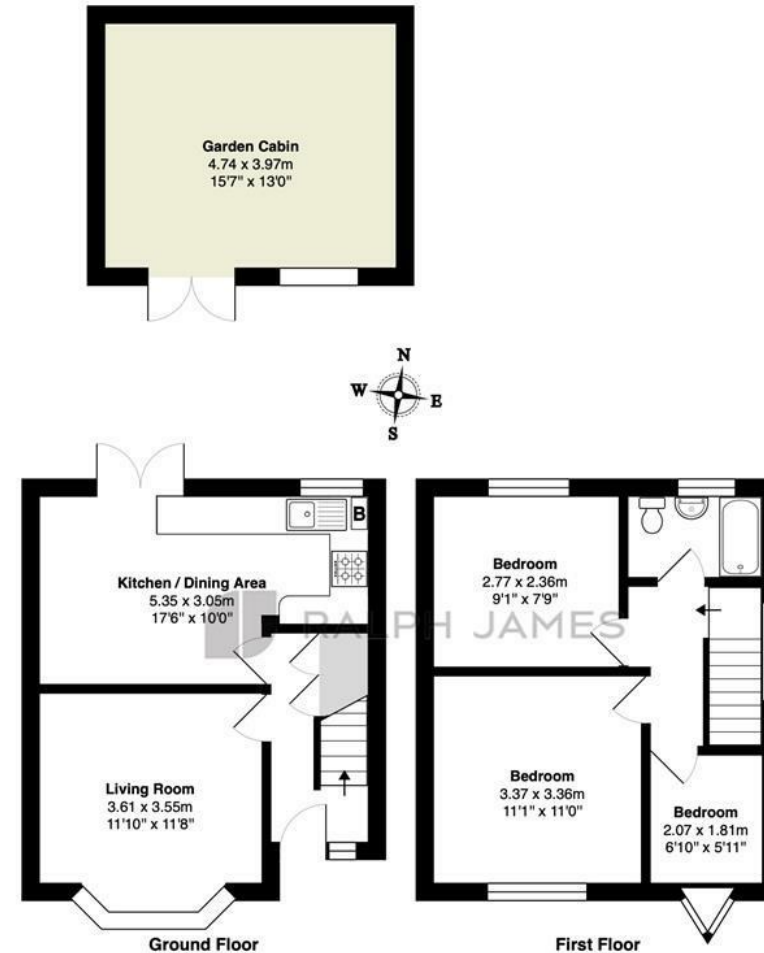 Garden Cabin
4.74 x 3.97m
15'7" x 13'0"
N
W
E
S
B
Kitchen / Dining Area
5.35 x 3.05m
17'6" x 10'0"
Bedroom
2.77 x 2.36m
9'1" x 7'9"
RALPH JAMES
Living Room
3.61 x 3.55m
11'10" x 11'8"
Bedroom
3.37 x 3.36m
11'1" x 11'0"
Bedroom
2.07 x 1.81m
6'10" x 5'11"
Ground Floor
First Floor